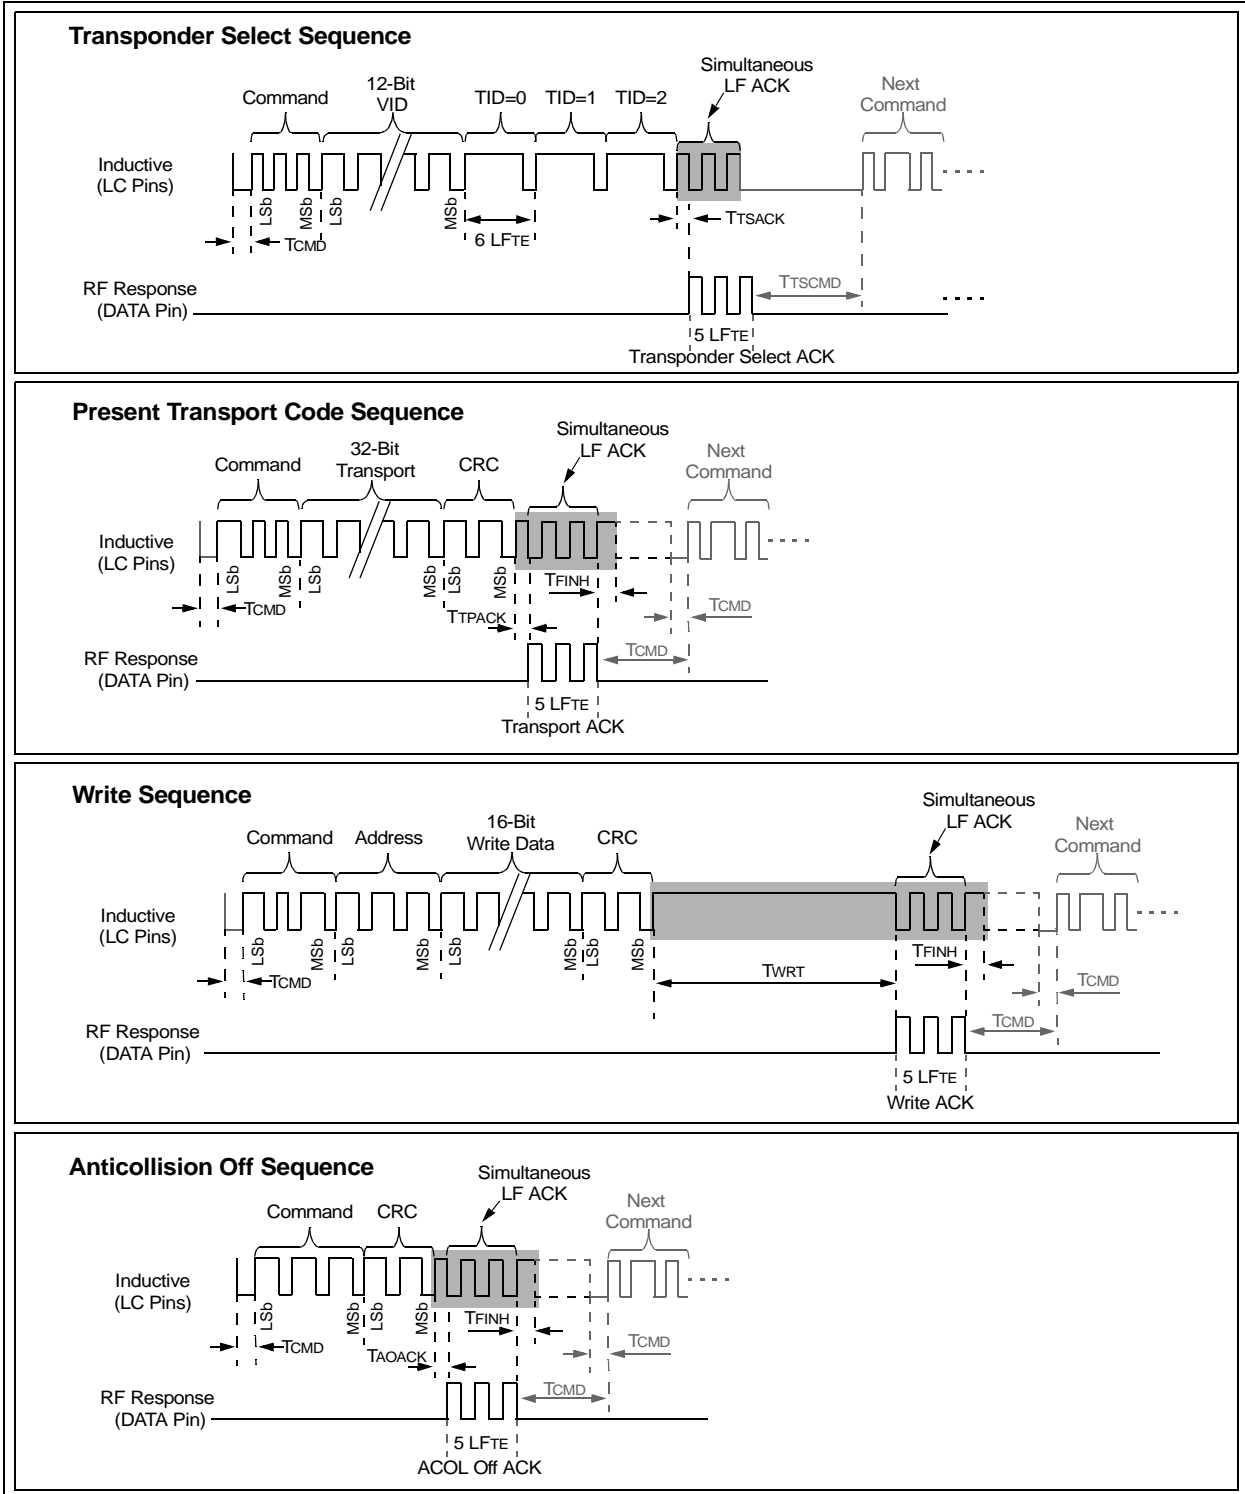 Transponder Select Sequence
Simultaneous
LF ACK
12-Bit
VID
Command
TID=0 TID=1 TID=2
Next
Command
Inductive
(LC Pins)
LSb
MSb
LSb
MSb
TCMD
6 LFTE
TTSACK
RF Response
(DATA Pin)
TTSCMD
5 LFTE
Transponder Select ACK
Present Transport Code Sequence
Simultaneous
LF ACK
32-Bit
Transport
Command
CRC
Next
Command
Inductive
(LC Pins)
LSb
MSb
LSb
MSb
LSb
MSb
TFINH
TCMD
TTPACK
TCMD
TCMD
RF Response
(DATA Pin)
5 LFTE
Transport ACK
Write Sequence
Simultaneous
LF ACK
16-Bit
Write Data
Command Address
CRC
Next
Command
Inductive
(LC Pins)
LSb
MSb
LSb
MSb
LSb
MSb
LSb
MSb
TFINH
TCMD
TWRT
TCMD
TCMD
RF Response
(DATA Pin)
5 LFTE
Write ACK
Anticollision Off Sequence
Simultaneous
LF ACK
Command CRC
Next
Command
Inductive
(LC Pins)
LSb
MSb
LSb
MSb
TFINH
TCMD
TAOACK
TCMD
TCMD
RF Response
(DATA Pin)
5 LFTE
ACOL Off ACK